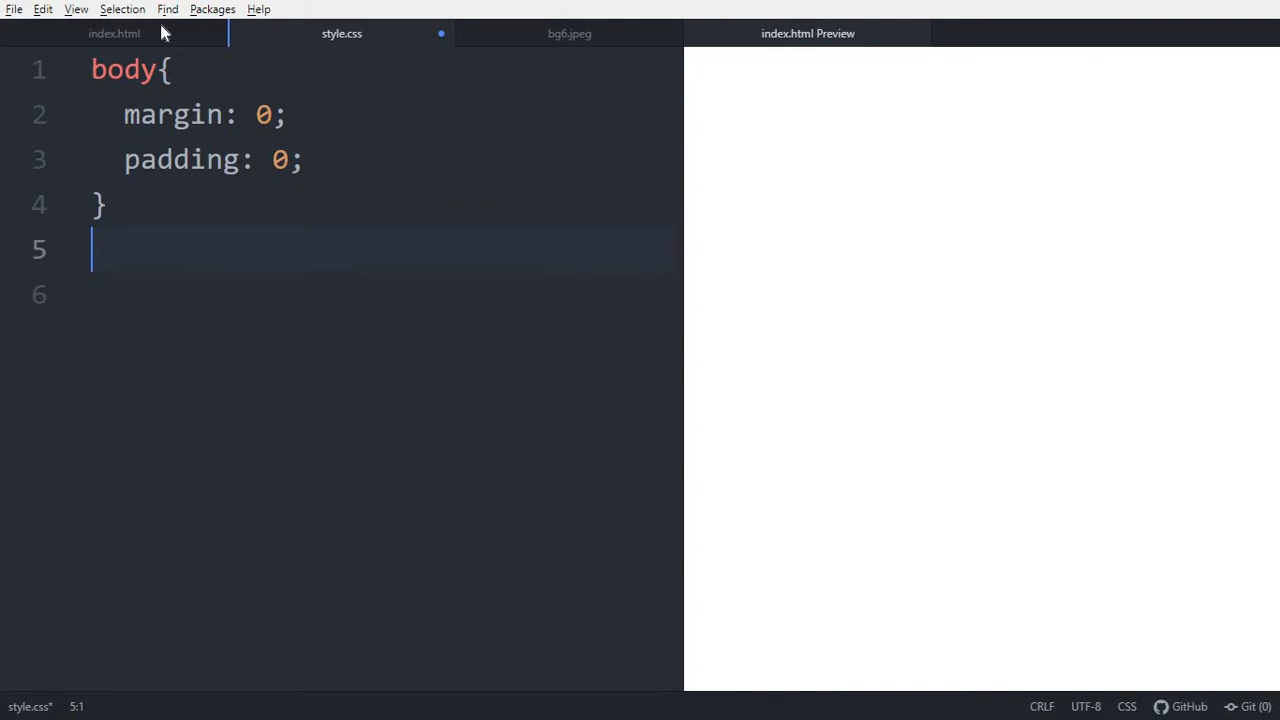 File Edit View Selection Find Packages Help
index.html style.css bg6.jpeg index.html Preview
1 body{
2 margin: 0;
3 padding: 0;
4 }
5
6
style.css* 5:1 CRLF UTF-8 CSS GitHub Git (0)